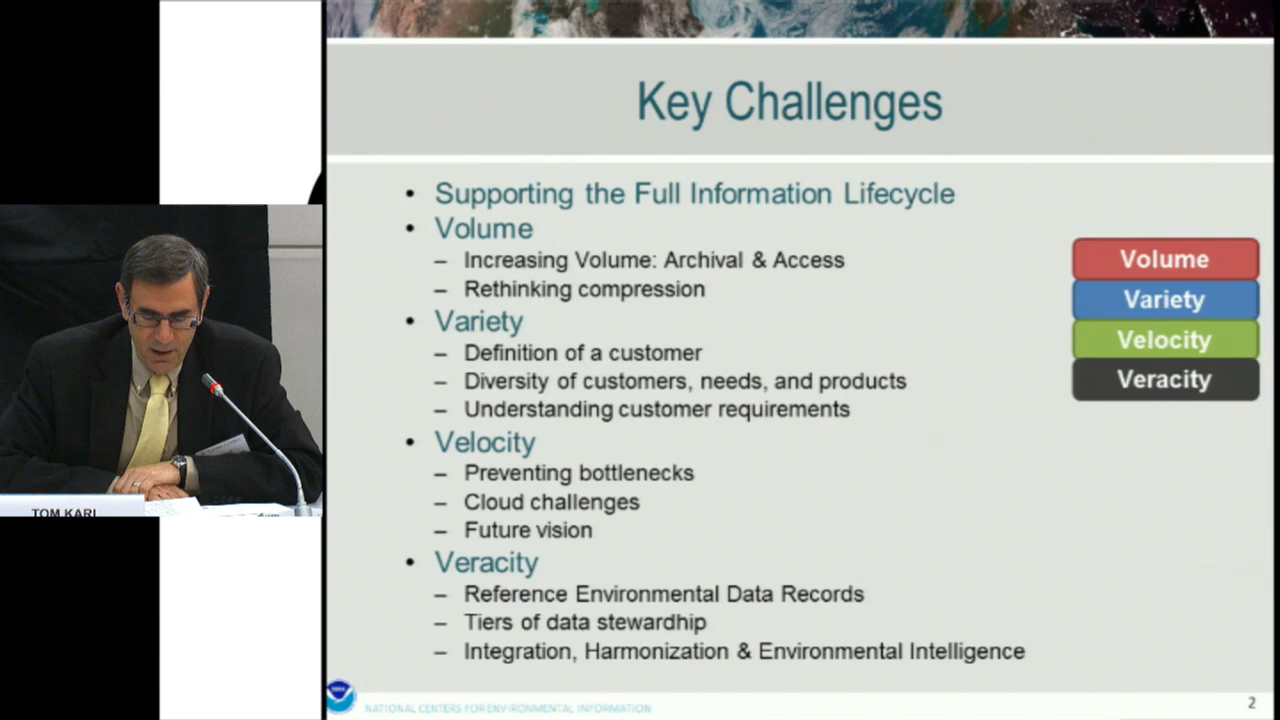 Key Challenges
• Supporting the Full Information Lifecycle
• Volume
– Increasing Volume: Archival & Access
– Rethinking compression
• Variety
– Definition of a customer
– Diversity of customers, needs, and products
– Understanding customer requirements
• Velocity
– Preventing bottlenecks
– Cloud challenges
– Future vision
• Veracity
– Reference Environmental Data Records
– Tiers of data stewardhip
– Integration, Harmonization & Environmental Intelligence
Volume
Variety
Velocity
Veracity
TOM KARL
NATIONAL CENTERS FOR ENVIRONMENTAL INFORMATION
2